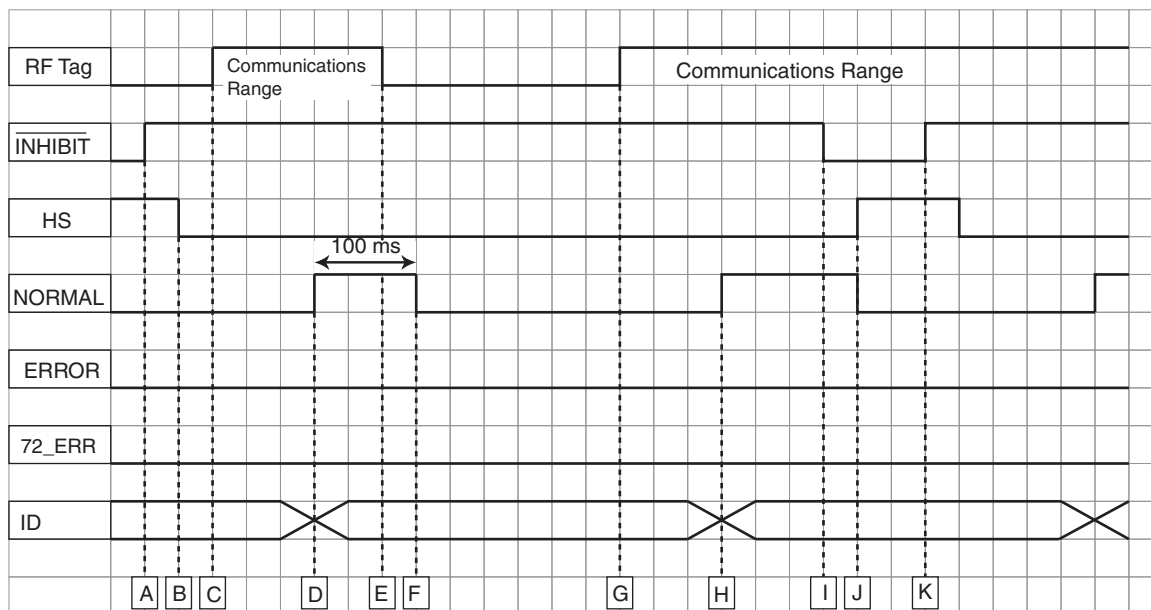 RF Tag
Communications
Range
Communications Range
INHIBIT
HS
100 ms
NORMAL
ERROR
72_ERR
ID
A B C D E F G H I J K